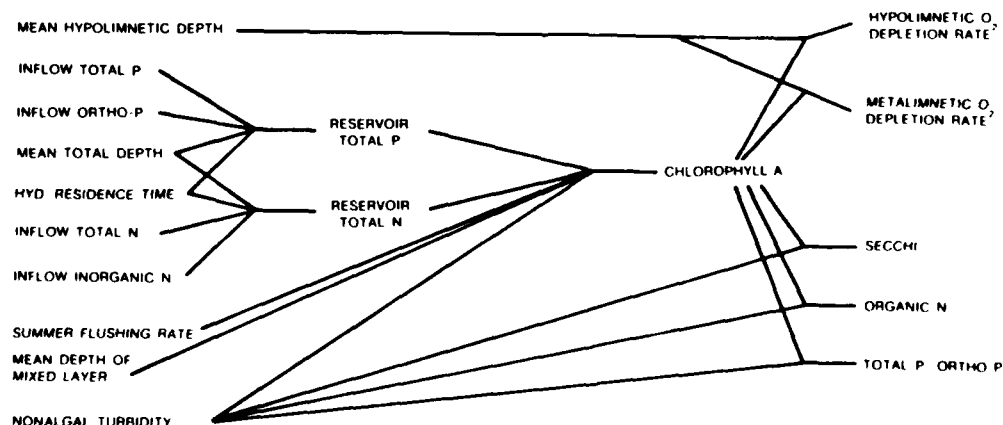 MEAN HYPOLIMNETIC DEPTH
INFLOW TOTAL P
INFLOW ORTHO-P
MEAN TOTAL DEPTH
HYD RESIDENCE TIME
INFLOW TOTAL N
INFLOW INORGANIC N
SUMMER FLUSHING RATE
MEAN DEPTH OF
MIXED LAYER
NONALGAL TURBIDITY
RESERVOIR
TOTAL P
RESERVOIR
TOTAL N
CHLOROPHYLL A
HYPOLIMNETIC O2
DEPLETION RATE
METALIMNETIC O2
DEPLETION RATE
SECCHI
ORGANIC N
TOTAL P ORTHO P